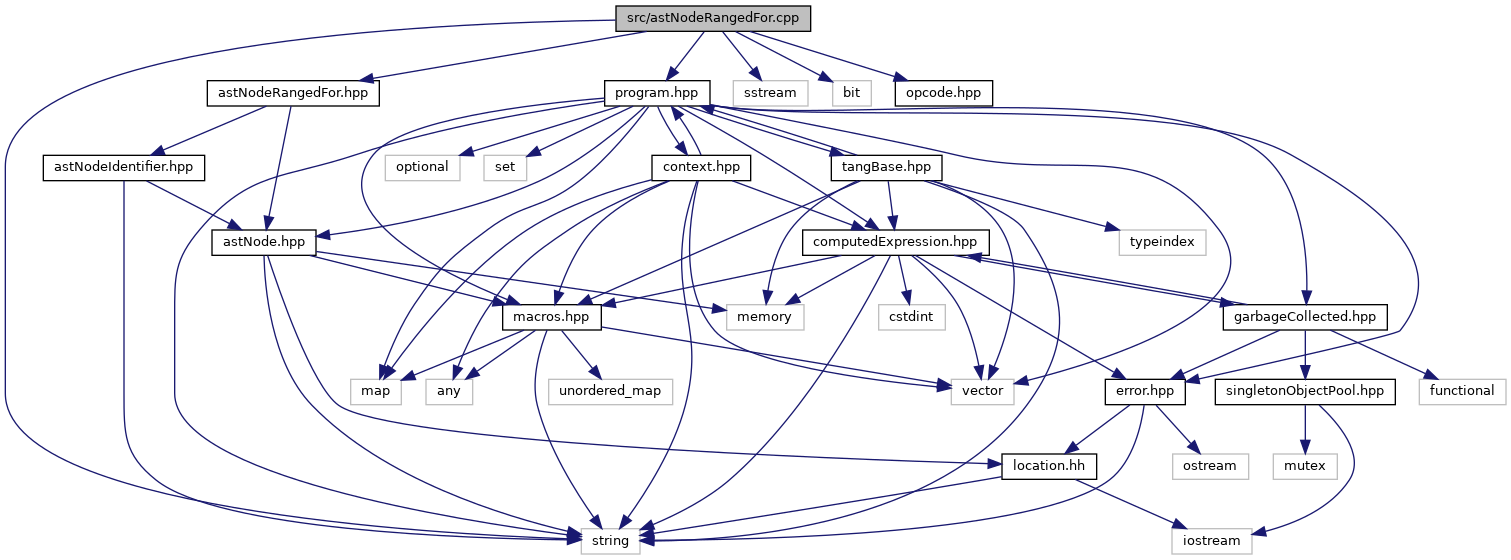 src/astNodeRangedFor.cpp
astNodeRangedFor.hpp
program.hpp
sstream
bit
opcode.hpp
astNodeIdentifier.hpp
optional
set
context.hpp
tangBase.hpp
astNode.hpp
computedExpression.hpp
typeindex
macros.hpp
memory
cstdint
garbageCollected.hpp
map
any
unordered_map
vector
error.hpp
singletonObjectPool.hpp
functional
location.hh
ostream
mutex
string
iostream